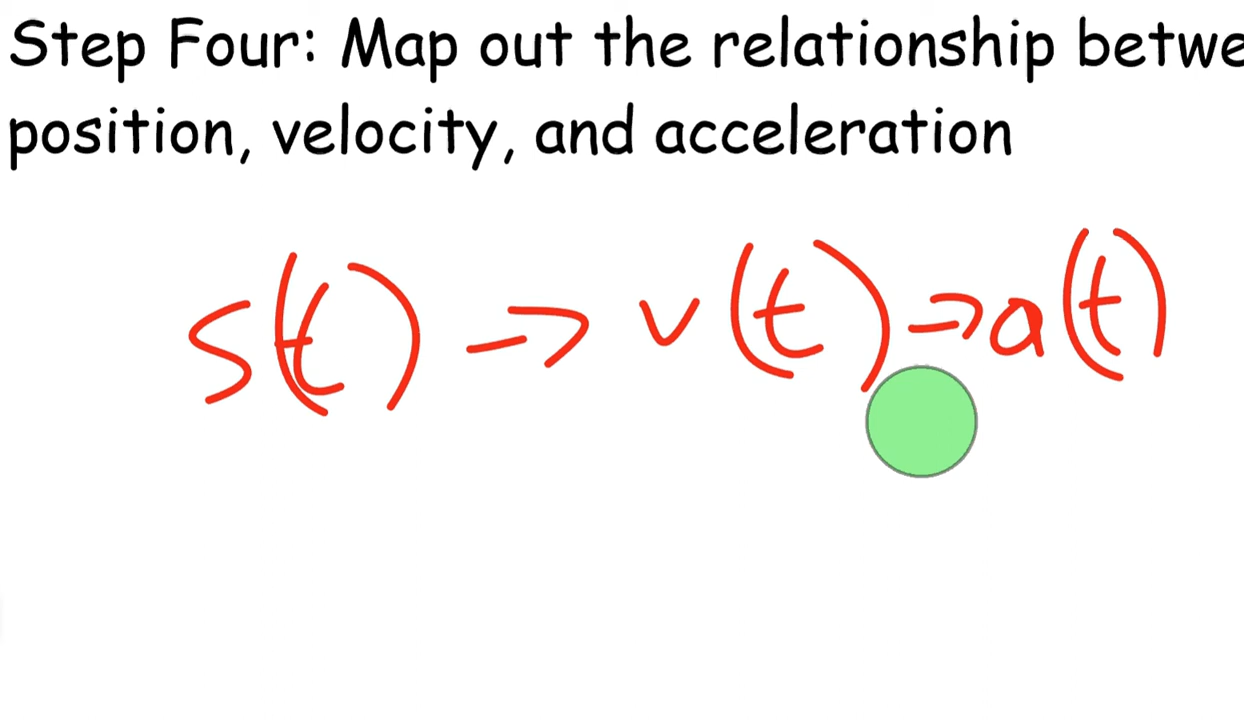 Step Four: Map out the relationship betwe
position, velocity, and acceleration
s(t) → v(t) → a(t)